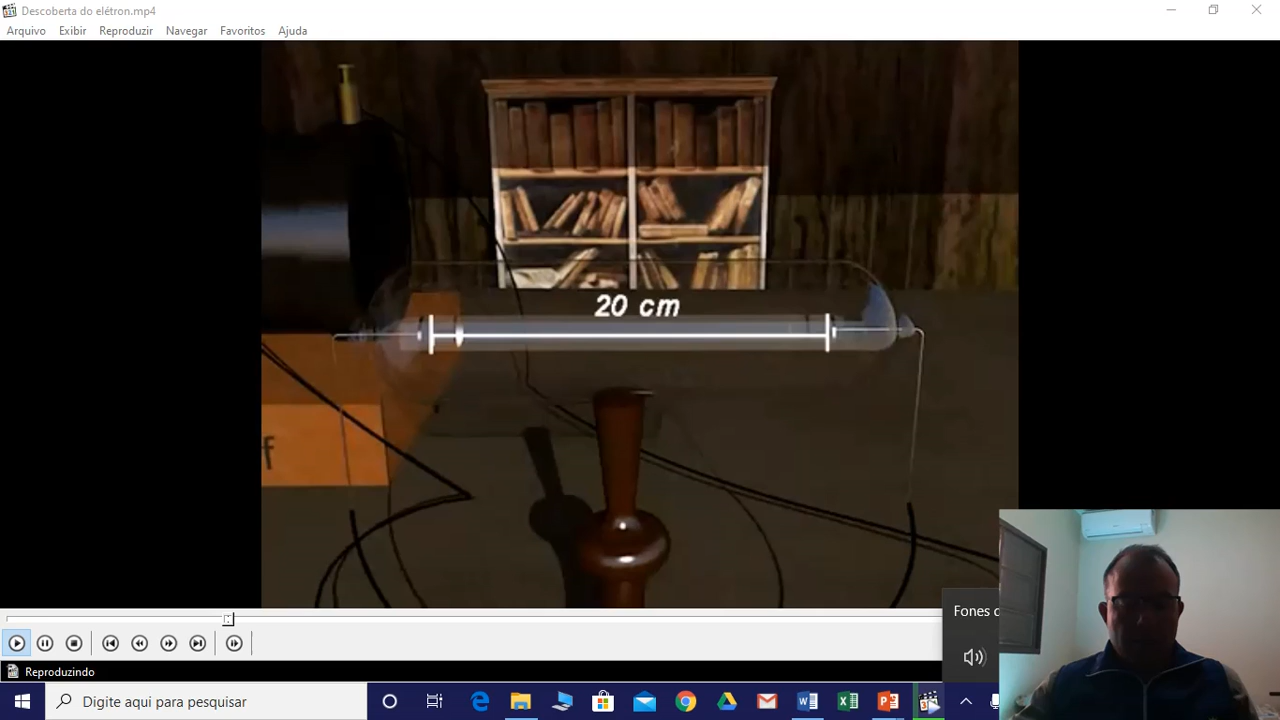 Descoberta do elétron.mp4
Arquivo Exibir Reproduzir Navegar Favoritos Ajuda
20 cm
f
Fones
Reproduzindo
Digite aqui para pesquisar